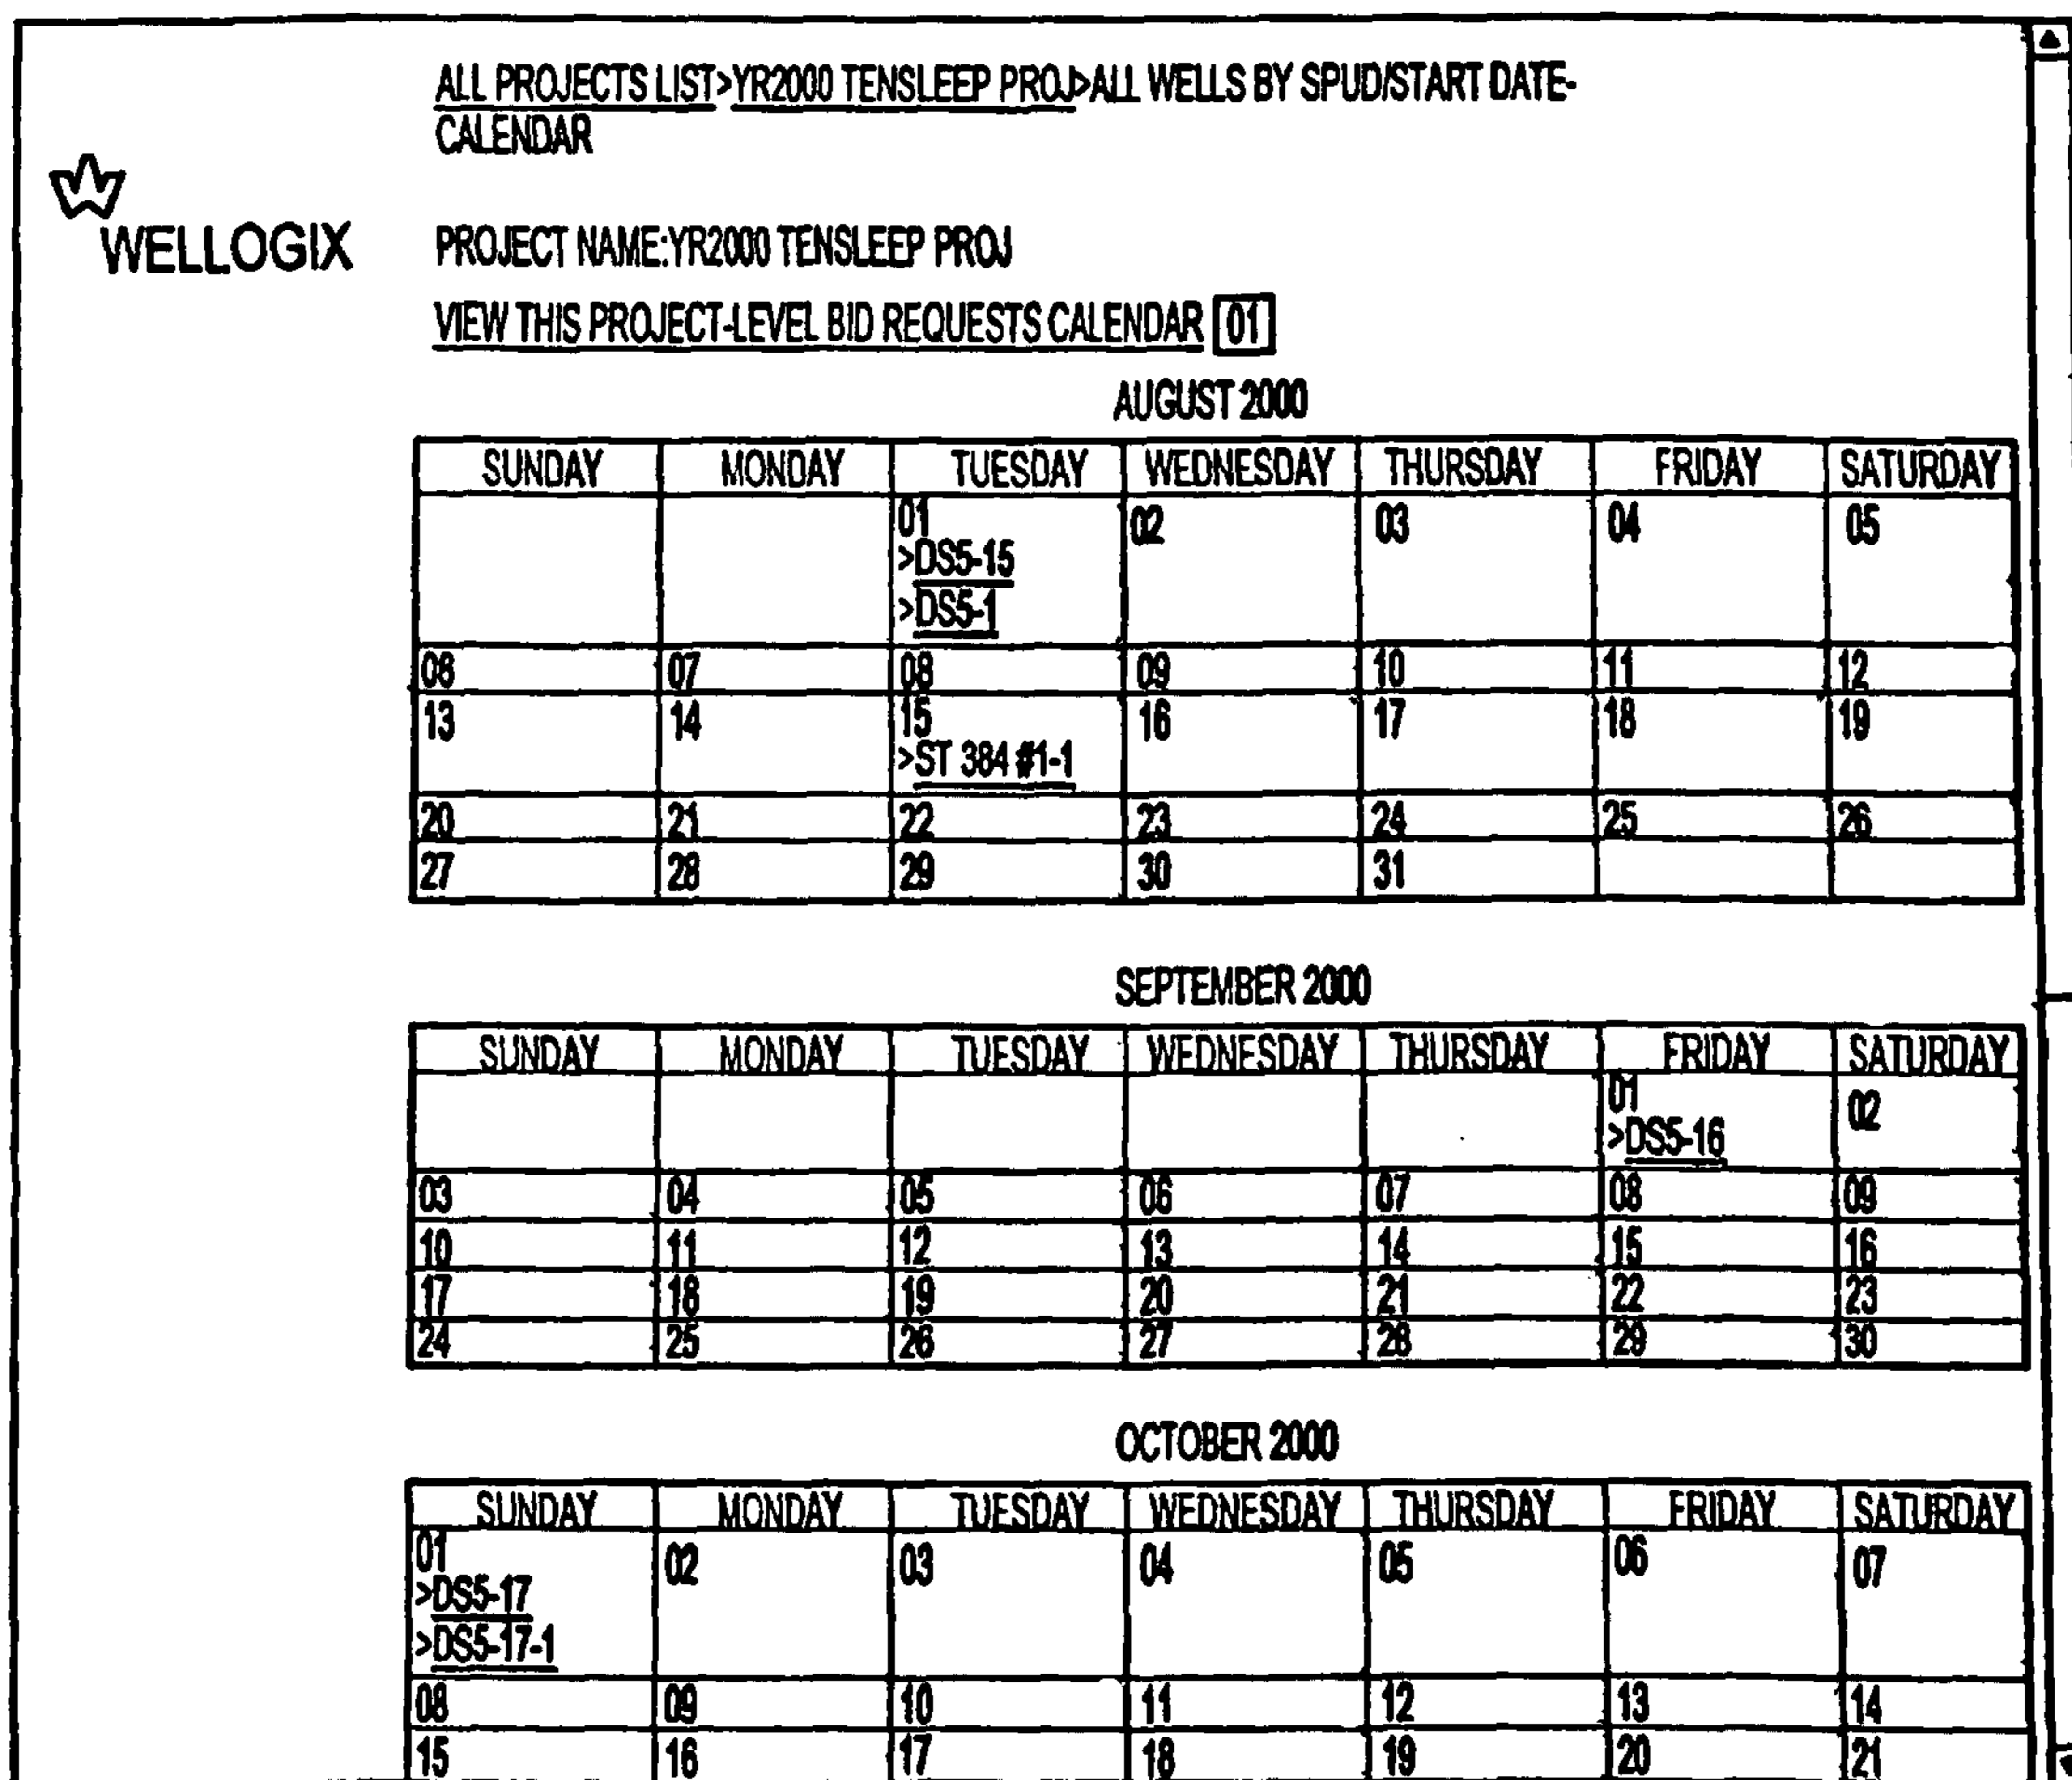 ALL PROJECTS LIST>YR2000 TENSLEEP PROJ>ALL WELLS BY SPUD/START DATE-
CALENDAR
WELLOGIX
PROJECT NAME:YR2000 TENSLEEP PROJ
VIEW THIS PROJECT-LEVEL BID REQUESTS CALENDAR 01
AUGUST 2000
SUNDAY MONDAY TUESDAY WEDNESDAY THURSDAY FRIDAY SATURDAY
01 02 03 04 05
>DS5-15
>DS5-1
06 07 08 09 10 11 12
13 14 15 16 17 18 19
>ST 384 #1-1
20 21 22 23 24 25 26
27 28 29 30 31
SEPTEMBER 2000
SUNDAY MONDAY TUESDAY WEDNESDAY THURSDAY FRIDAY SATURDAY
01 02
>DS5-16
03 04 05 06 07 08 09
10 11 12 13 14 15 16
17 18 19 20 21 22 23
24 25 26 27 28 29 30
OCTOBER 2000
SUNDAY MONDAY TUESDAY WEDNESDAY THURSDAY FRIDAY SATURDAY
01 02 03 04 05 06 07
>DS5-17
>DS5-17-1
08 09 10 11 12 13 14
15 16 17 18 19 20 21